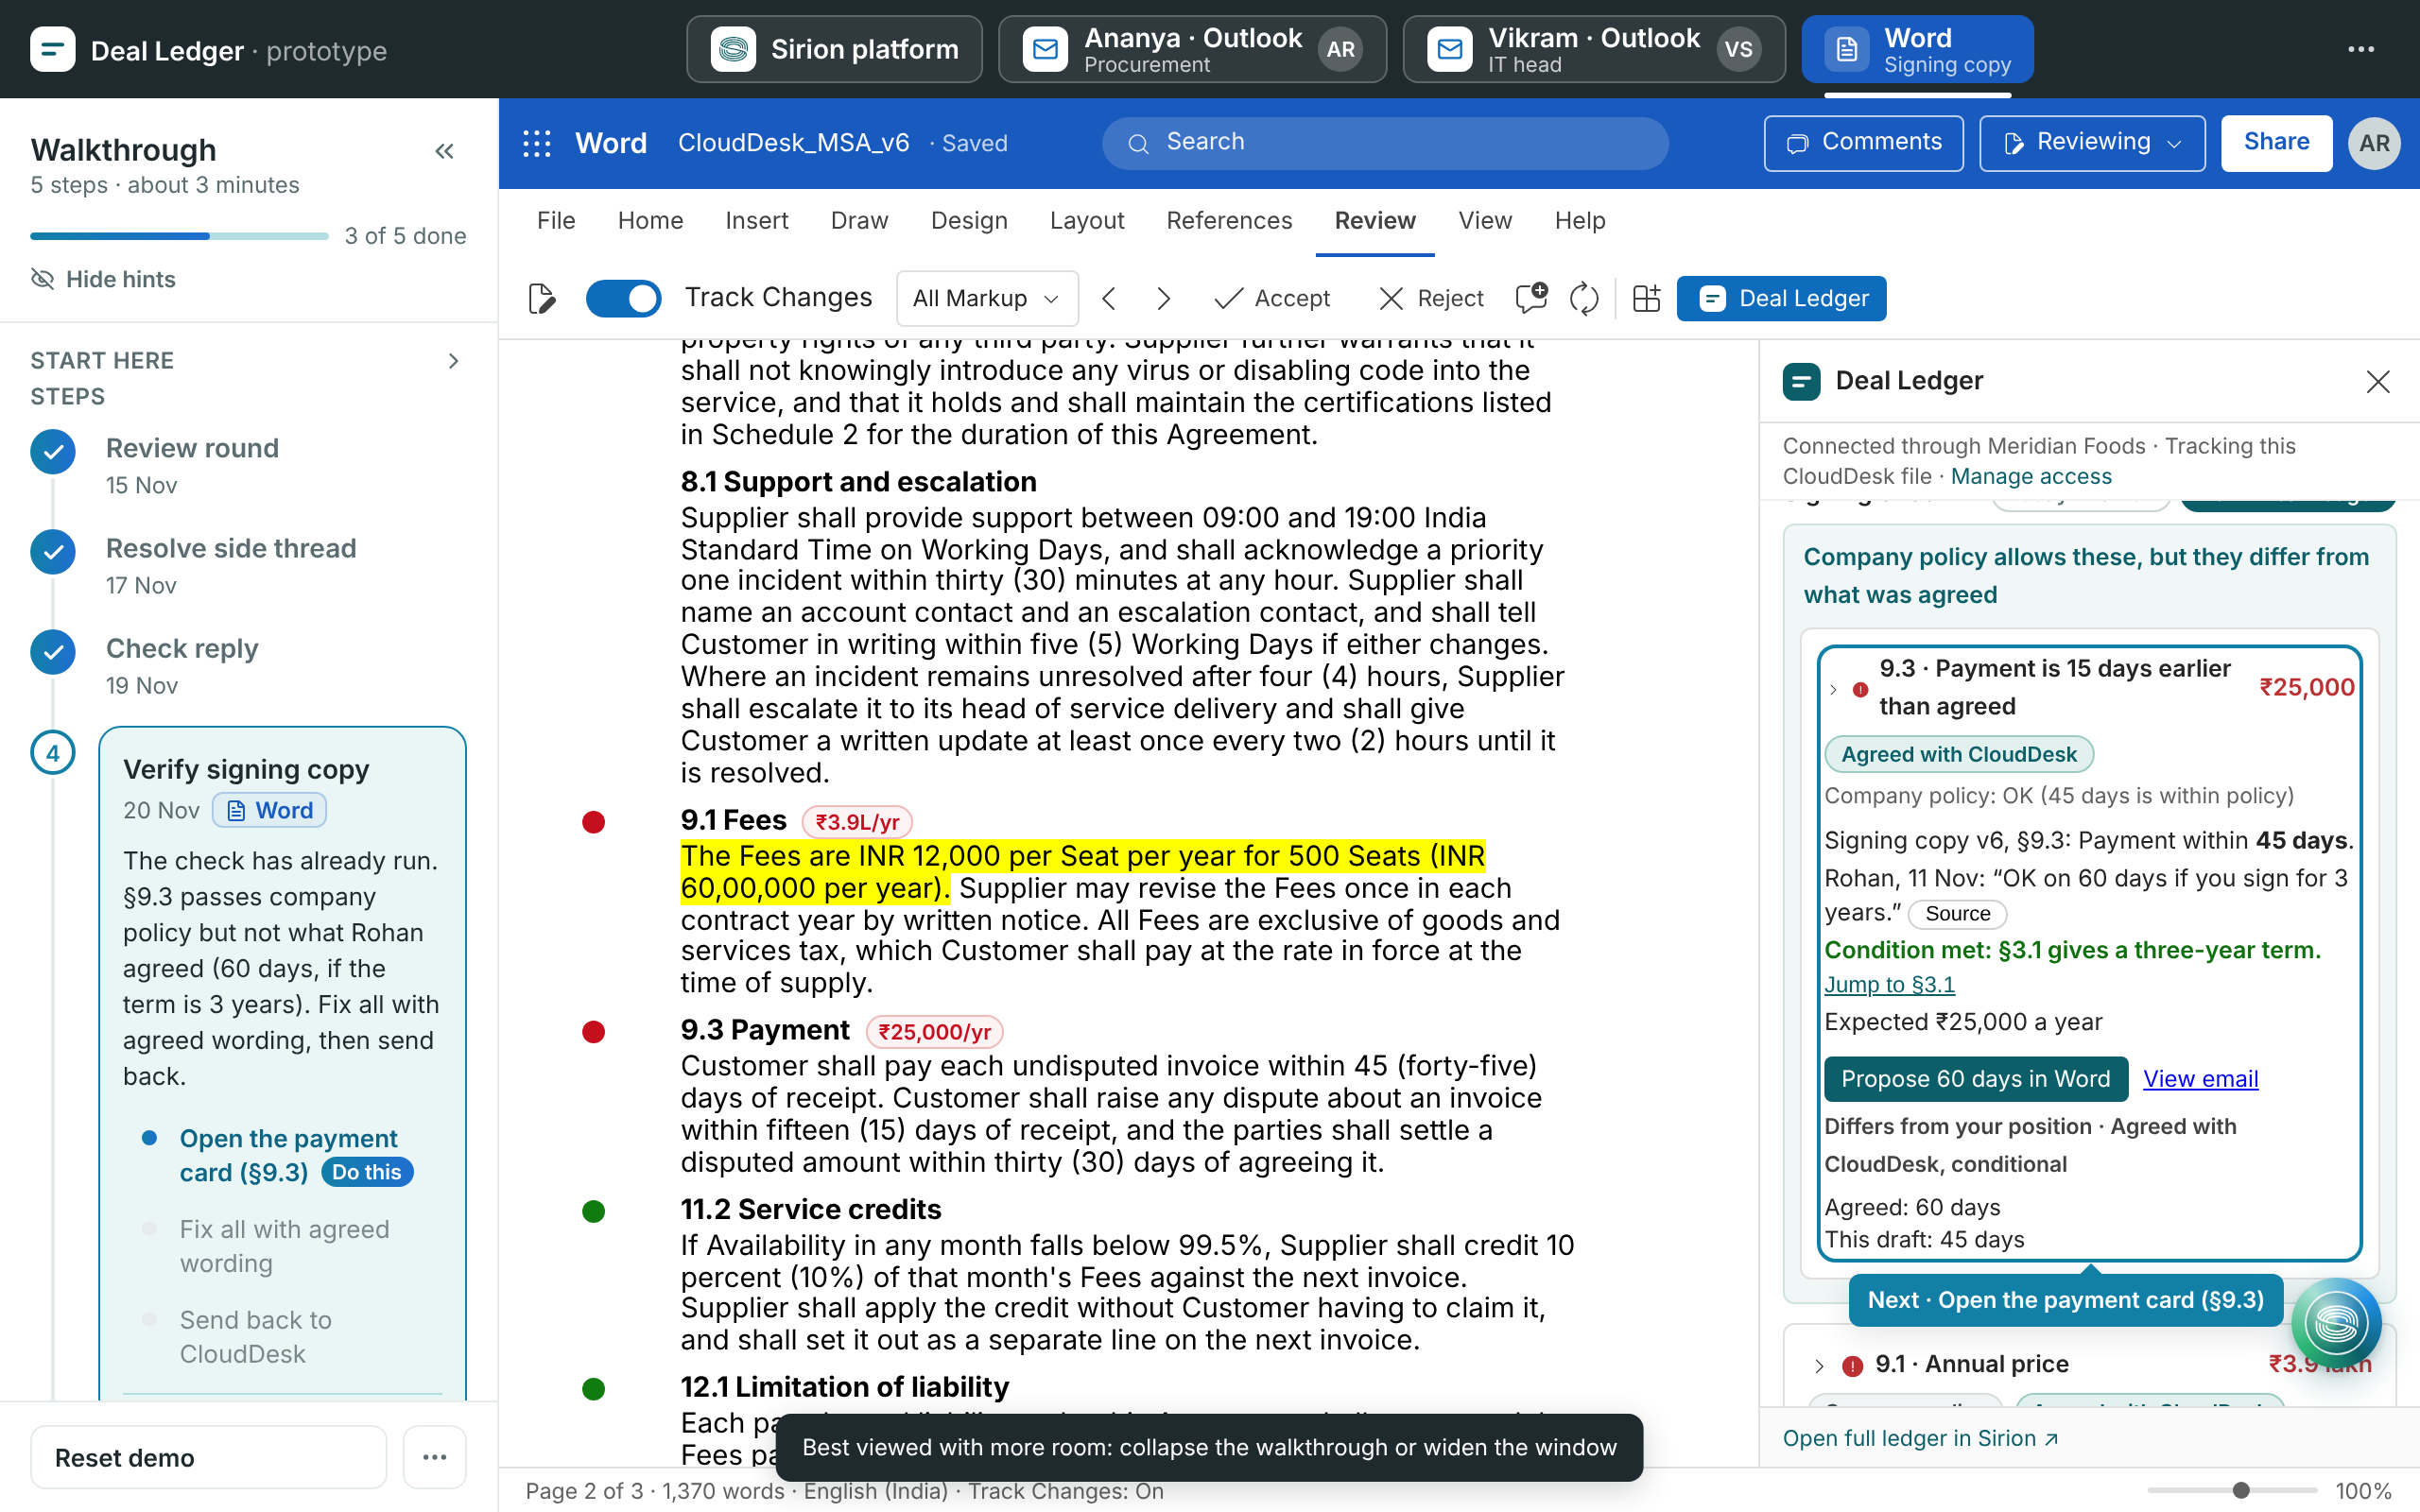 Deal Ledger · prototype
Sirion platform
Ananya · Outlook
Procurement
AR
Vikram · Outlook
IT head
VS
Word
Signing copy
Walkthrough
5 steps · about 3 minutes
3 of 5 done
Hide hints
START HERE
STEPS
Review round
15 Nov
Resolve side thread
17 Nov
Check reply
19 Nov
4
Verify signing copy
20 Nov
Word
The check has already run.
§9.3 passes company
policy but not what Rohan
agreed (60 days, if the
term is 3 years). Fix all with
agreed wording, then send
back.
Open the payment
card (§9.3)
Do this
Fix all with agreed
wording
Send back to
CloudDesk
Reset demo
Word
CloudDesk_MSA_v6
· Saved
Search
Comments
Reviewing
Share
AR
File
Home
Insert
Draw
Design
Layout
References
Review
View
Help
Track Changes
All Markup
Accept
Reject
Deal Ledger
property rights of any third party. Supplier further warrants that it
shall not knowingly introduce any virus or disabling code into the
service, and that it holds and shall maintain the certifications listed
in Schedule 2 for the duration of this Agreement.
8.1 Support and escalation
Supplier shall provide support between 09:00 and 19:00 India
Standard Time on Working Days, and shall acknowledge a priority
one incident within thirty (30) minutes at any hour. Supplier shall
name an account contact and an escalation contact, and shall tell
Customer in writing within five (5) Working Days if either changes.
Where an incident remains unresolved after four (4) hours, Supplier
shall escalate it to its head of service delivery and shall give
Customer a written update at least once every two (2) hours until it
is resolved.
9.1 Fees
₹3.9L/yr
The Fees are INR 12,000 per Seat per year for 500 Seats (INR
60,00,000 per year). Supplier may revise the Fees once in each
contract year by written notice. All Fees are exclusive of goods and
services tax, which Customer shall pay at the rate in force at the
time of supply.
9.3 Payment
₹25,000/yr
Customer shall pay each undisputed invoice within 45 (forty-five)
days of receipt. Customer shall raise any dispute about an invoice
within fifteen (15) days of receipt, and the parties shall settle a
disputed amount within thirty (30) days of agreeing it.
11.2 Service credits
If Availability in any month falls below 99.5%, Supplier shall credit 10
percent (10%) of that month's Fees against the next invoice.
Supplier shall apply the credit without Customer having to claim it,
and shall set it out as a separate line on the next invoice.
12.1 Limitation of liability
Each
Fees
Best viewed with more room: collapse the walkthrough or widen the window
Page 2 of 3 · 1,370 words · English (India) · Track Changes: On
100%
Deal Ledger
Connected through Meridian Foods · Tracking this
CloudDesk file · Manage access
Company policy allows these, but they differ from
what was agreed
9.3 · Payment is 15 days earlier
than agreed
₹25,000
Agreed with CloudDesk
Company policy: OK (45 days is within policy)
Signing copy v6, §9.3: Payment within 45 days.
Rohan, 11 Nov: “OK on 60 days if you sign for 3
years.” Source
Condition met: §3.1 gives a three-year term.
Jump to §3.1
Expected ₹25,000 a year
Propose 60 days in Word
View email
Differs from your position · Agreed with
CloudDesk, conditional
Agreed: 60 days
This draft: 45 days
Next · Open the payment card (§9.3)
9.1 · Annual price
₹3.9 lakh
Open full ledger in Sirion ↗